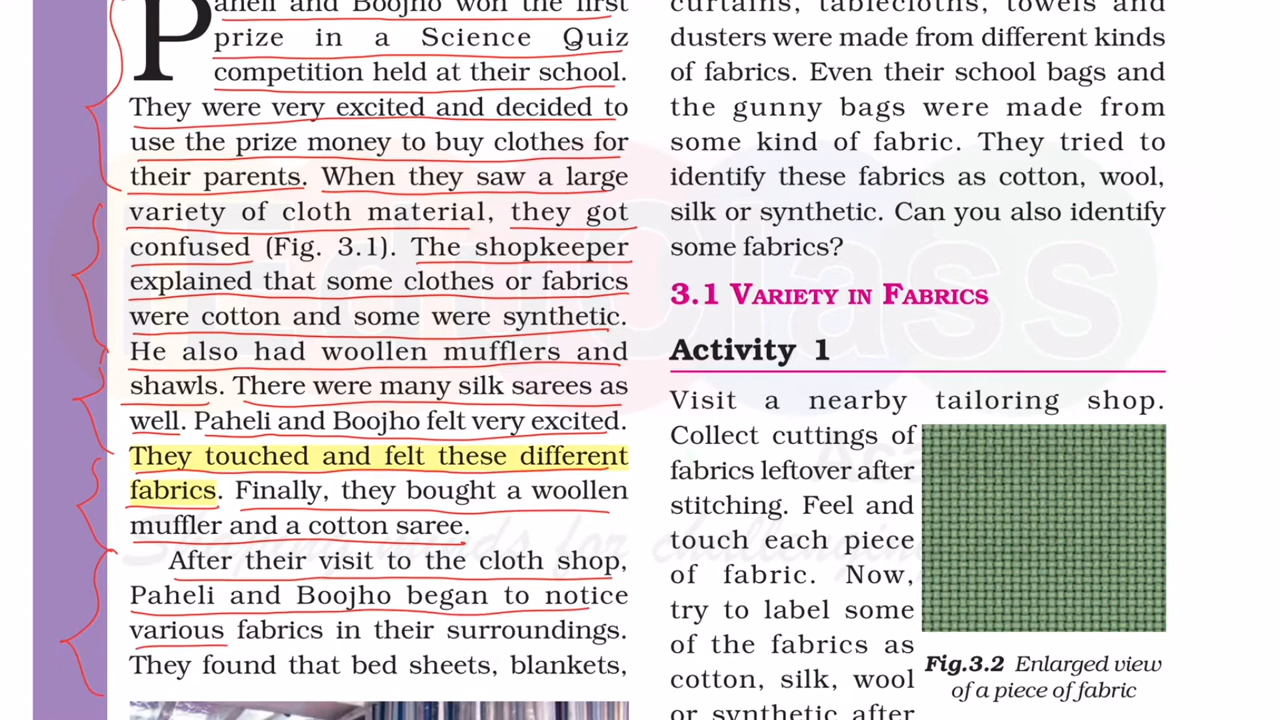 Paheli and Boojho won the first
prize in a Science Quiz
competition held at their school.
They were very excited and decided to
use the prize money to buy clothes for
their parents. When they saw a large
variety of cloth material, they got
confused (Fig. 3.1). The shopkeeper
explained that some clothes or fabrics
were cotton and some were synthetic.
He also had woollen mufflers and
shawls. There were many silk sarees as
well. Paheli and Boojho felt very excited.
They touched and felt these different
fabrics. Finally, they bought a woollen
muffler and a cotton saree.
After their visit to the cloth shop,
Paheli and Boojho began to notice
various fabrics in their surroundings.
They found that bed sheets, blankets,
curtains, tablecloths, towels and
dusters were made from different kinds
of fabrics. Even their school bags and
the gunny bags were made from
some kind of fabric. They tried to
identify these fabrics as cotton, wool,
silk or synthetic. Can you also identify
some fabrics?
3.1 VARIETY IN FABRICS
Activity 1
Visit a nearby tailoring shop.
Collect cuttings of
fabrics leftover after
stitching. Feel and
touch each piece
of fabric. Now,
try to label some
of the fabrics as
cotton, silk, wool
or synthetic after
Fig.3.2 Enlarged view
of a piece of fabric
EduClass
Shaping minds for challenging